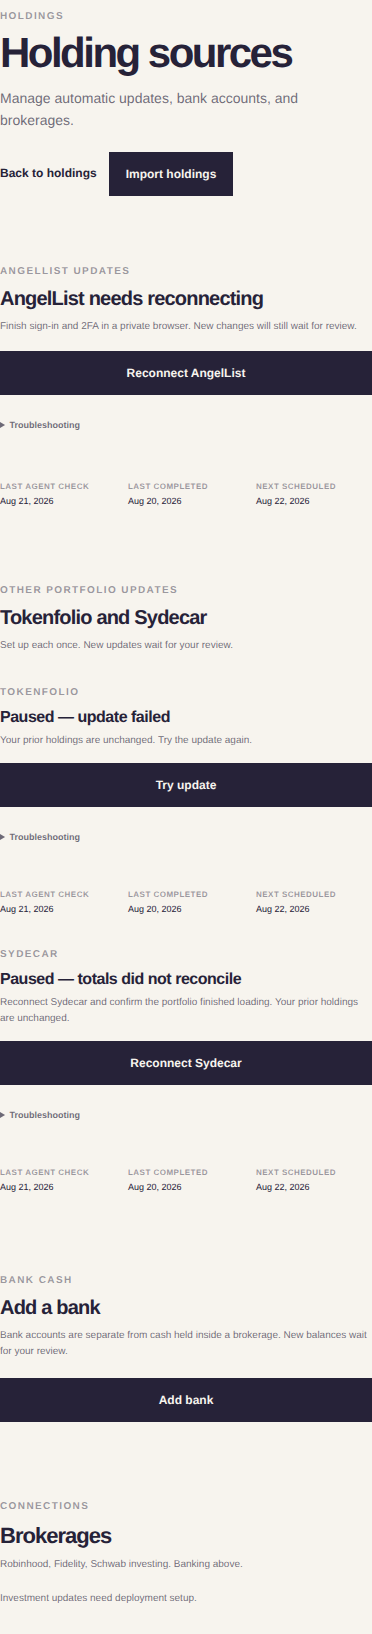 HOLDINGS
Holding sources
Manage automatic updates, bank accounts, and
brokerages.
Back to holdings
Import holdings
ANGELLIST UPDATES
AngelList needs reconnecting
Finish sign-in and 2FA in a private browser. New changes will still wait for review.
Reconnect AngelList
Troubleshooting
LAST AGENT CHECK LAST COMPLETED NEXT SCHEDULED
Aug 21, 2026 Aug 20, 2026 Aug 22, 2026
OTHER PORTFOLIO UPDATES
Tokenfolio and Sydecar
Set up each once. New updates wait for your review.
TOKENFOLIO
Paused — update failed
Your prior holdings are unchanged. Try the update again.
Try update
Troubleshooting
LAST AGENT CHECK LAST COMPLETED NEXT SCHEDULED
Aug 21, 2026 Aug 20, 2026 Aug 22, 2026
SYDECAR
Paused — totals did not reconcile
Reconnect Sydecar and confirm the portfolio finished loading. Your prior holdings
are unchanged.
Reconnect Sydecar
Troubleshooting
LAST AGENT CHECK LAST COMPLETED NEXT SCHEDULED
Aug 21, 2026 Aug 20, 2026 Aug 22, 2026
BANK CASH
Add a bank
Bank accounts are separate from cash held inside a brokerage. New balances wait
for your review.
Add bank
CONNECTIONS
Brokerages
Robinhood, Fidelity, Schwab investing. Banking above.
Investment updates need deployment setup.